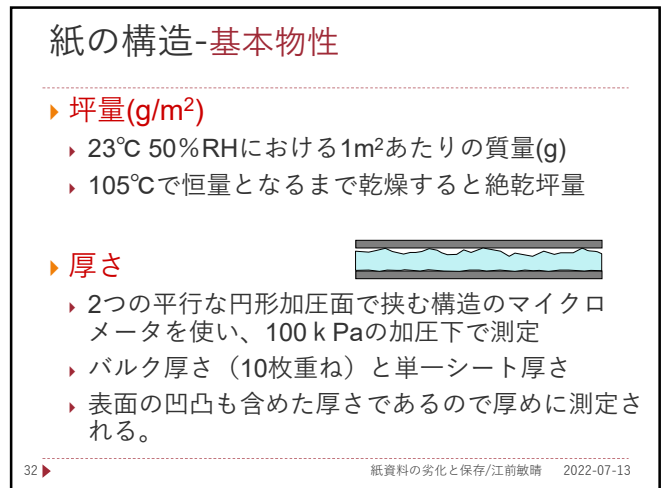 紙の構造-基本物性
坪量(g/m²)
23℃ 50%RHにおける1m²あたりの質量(g)
105℃で恒量となるまで乾燥すると絶乾坪量
厚さ
2つの平行な円形加圧面で挟む構造のマイクロ
メータを使い、100ｋPaの加圧下で測定
バルク厚さ（10枚重ね）と単一シート厚さ
表面の凹凸も含めた厚さであるので厚めに測定さ
れる。
32 紙資料の劣化と保存/江前敏晴 2022-07-13